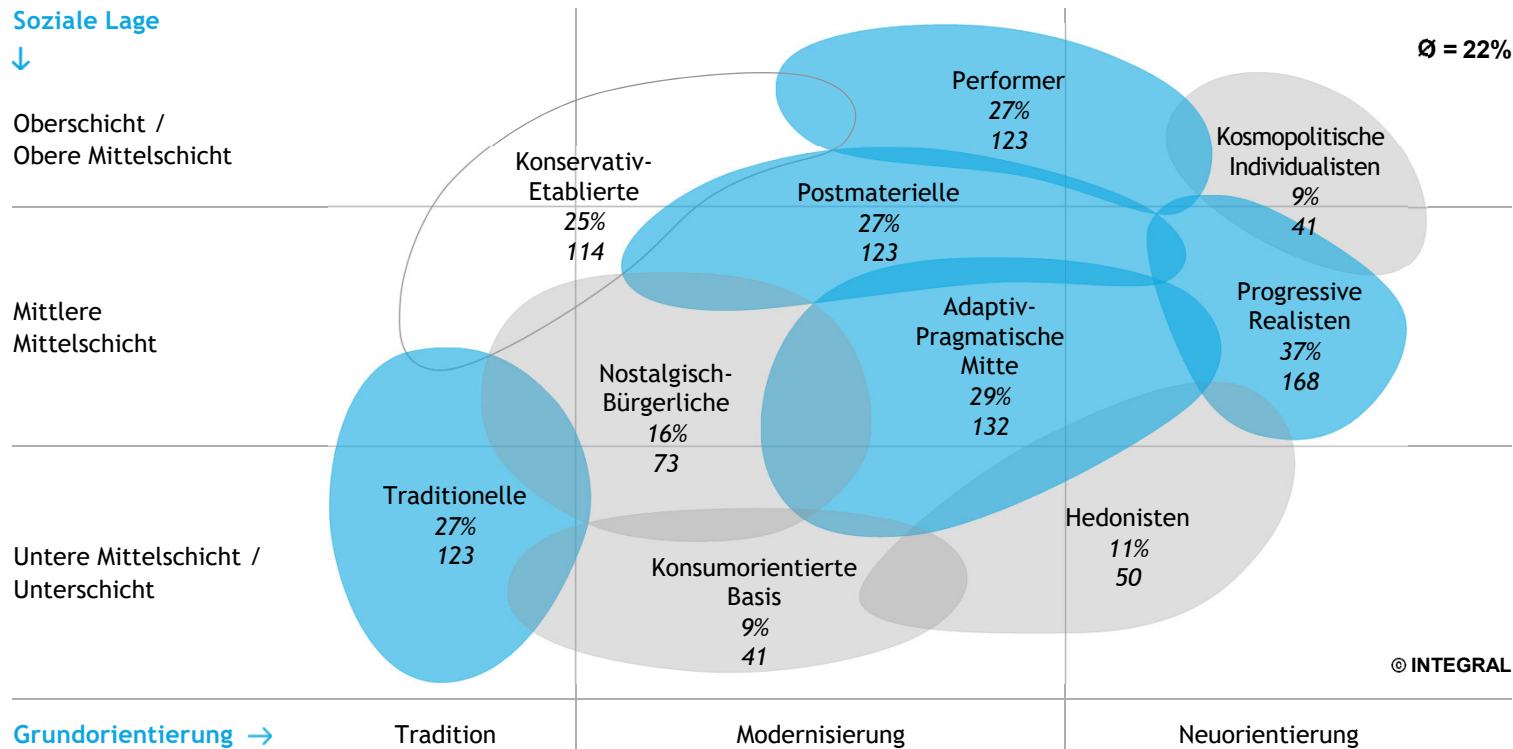 Soziale Lage
↓
Ø = 22%
Oberschicht /
Obere Mittelschicht
Performer
27%
123
Kosmopolitische
Individualisten
9%
41
Konservativ-
Etablierte
25%
114
Postmaterielle
27%
123
Mittlere
Mittelschicht
Nostalgisch-
Bürgerliche
16%
73
Adaptiv-
Pragmatische
Mitte
29%
132
Progressive
Realisten
37%
168
Untere Mittelschicht /
Unterschicht
Traditionelle
27%
123
Konsumorientierte
Basis
9%
41
Hedonisten
11%
50
© INTEGRAL
Grundorientierung → Tradition Modernisierung Neuorientierung